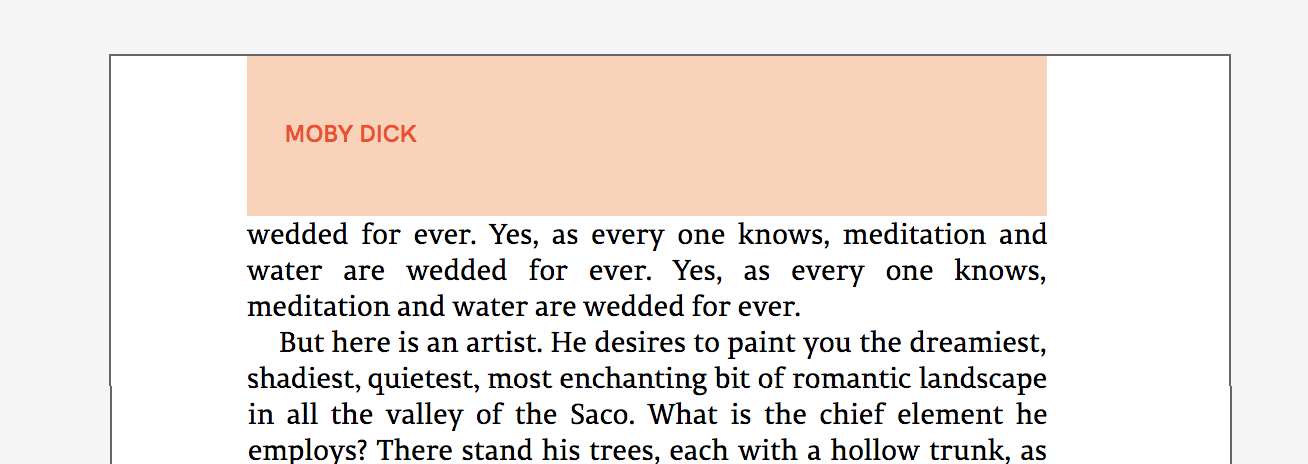 MOBY DICK
wedded for ever. Yes, as every one knows, meditation and
water are wedded for ever. Yes, as every one knows,
meditation and water are wedded for ever.
But here is an artist. He desires to paint you the dreamiest,
shadiest, quietest, most enchanting bit of romantic landscape
in all the valley of the Saco. What is the chief element he
employs? There stand his trees, each with a hollow trunk, as